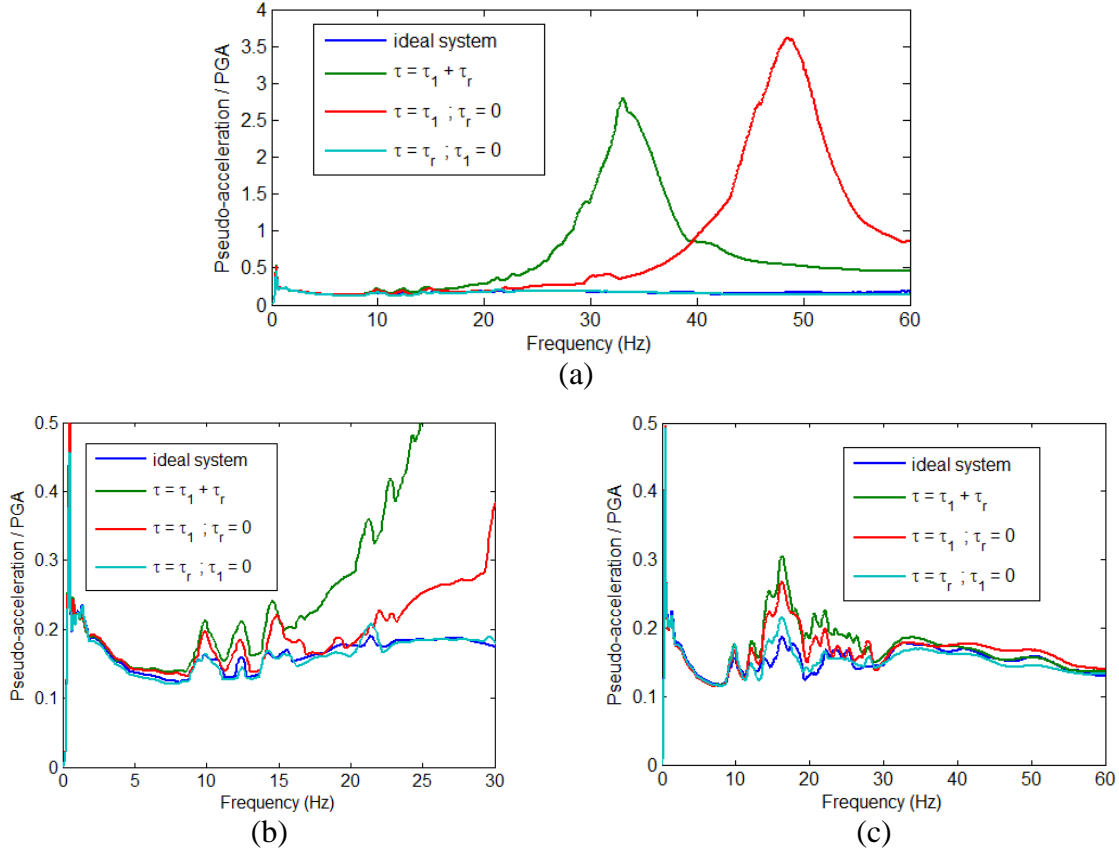 4
3.5
3
2.5
2
1.5
1
0.5
0
Pseudo-acceleration / PGA
ideal system
τ = τ₁ + τᵣ
τ = τ₁ ; τᵣ = 0
τ = τᵣ ; τ₁ = 0
0 10 20 30 40 50 60
Frequency (Hz)
(a)
0.5
0.4
0.3
0.2
0.1
0
Pseudo-acceleration / PGA
ideal system
τ = τ₁ + τᵣ
τ = τ₁ ; τᵣ = 0
τ = τᵣ ; τ₁ = 0
0 5 10 15 20 25 30
Frequency (Hz)
(b)
0.5
0.4
0.3
0.2
0.1
0
Pseudo-acceleration / PGA
ideal system
τ = τ₁ + τᵣ
τ = τ₁ ; τᵣ = 0
τ = τᵣ ; τ₁ = 0
0 10 20 30 40 50 60
Frequency (Hz)
(c)